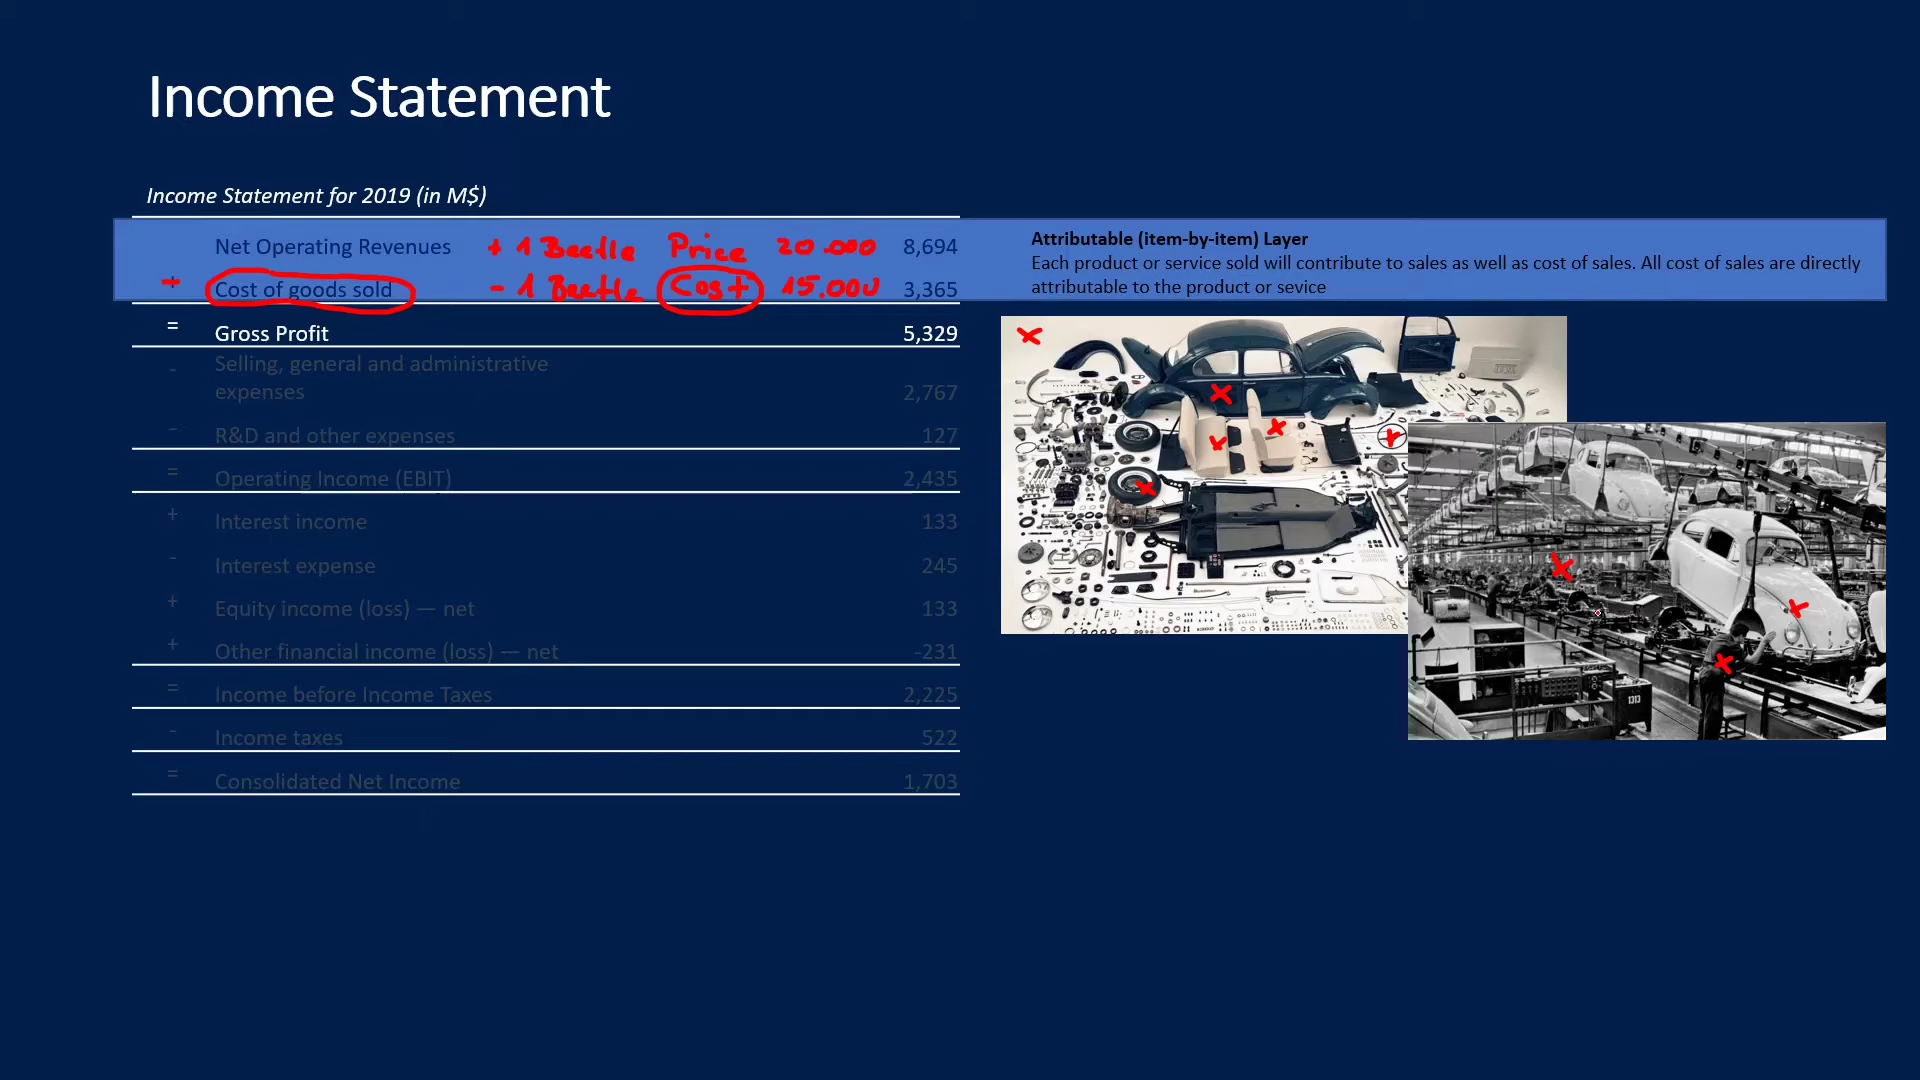 Income Statement
Income Statement for 2019 (in M$)
Net Operating Revenues + 1 Beetle Price 20.000 8,694
- Cost of goods sold - 1 Beetle Cost 15.000 3,365
= Gross Profit 5,329
- Selling, general and administrative
expenses 2,767
- R&D and other expenses 127
= Operating Income (EBIT) 2,435
+ Interest income 133
- Interest expense 245
+ Equity income (loss) — net 133
+ Other financial income (loss) — net -231
= Income before Income Taxes 2,225
- Income taxes 522
= Consolidated Net Income 1,703
Attributable (item-by-item) Layer
Each product or service sold will contribute to sales as well as cost of sales. All cost of sales are directly
attributable to the product or sevice
1313